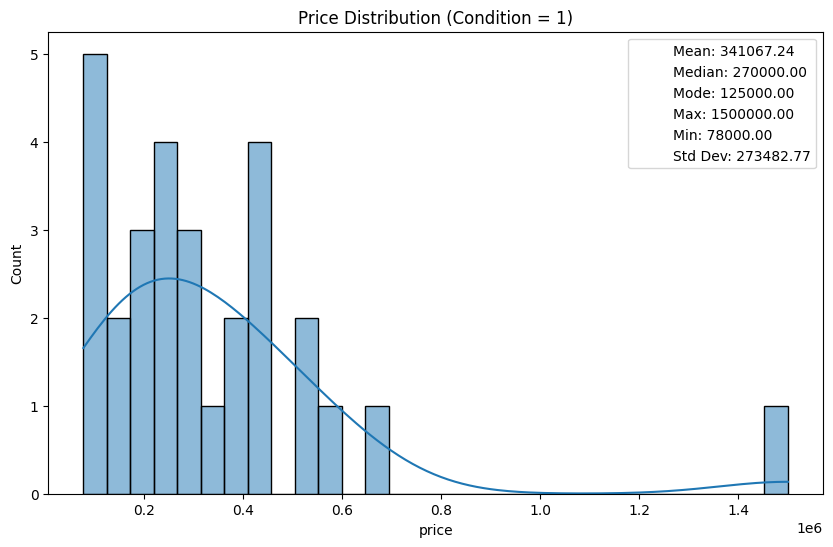 Price Distribution (Condition = 1)
Mean: 341067.24
Median: 270000.00
Mode: 125000.00
Max: 1500000.00
Min: 78000.00
Std Dev: 273482.77
5
4
3
2
1
0
Count
0.2 0.4 0.6 0.8 1.0 1.2 1.4
1e6
price